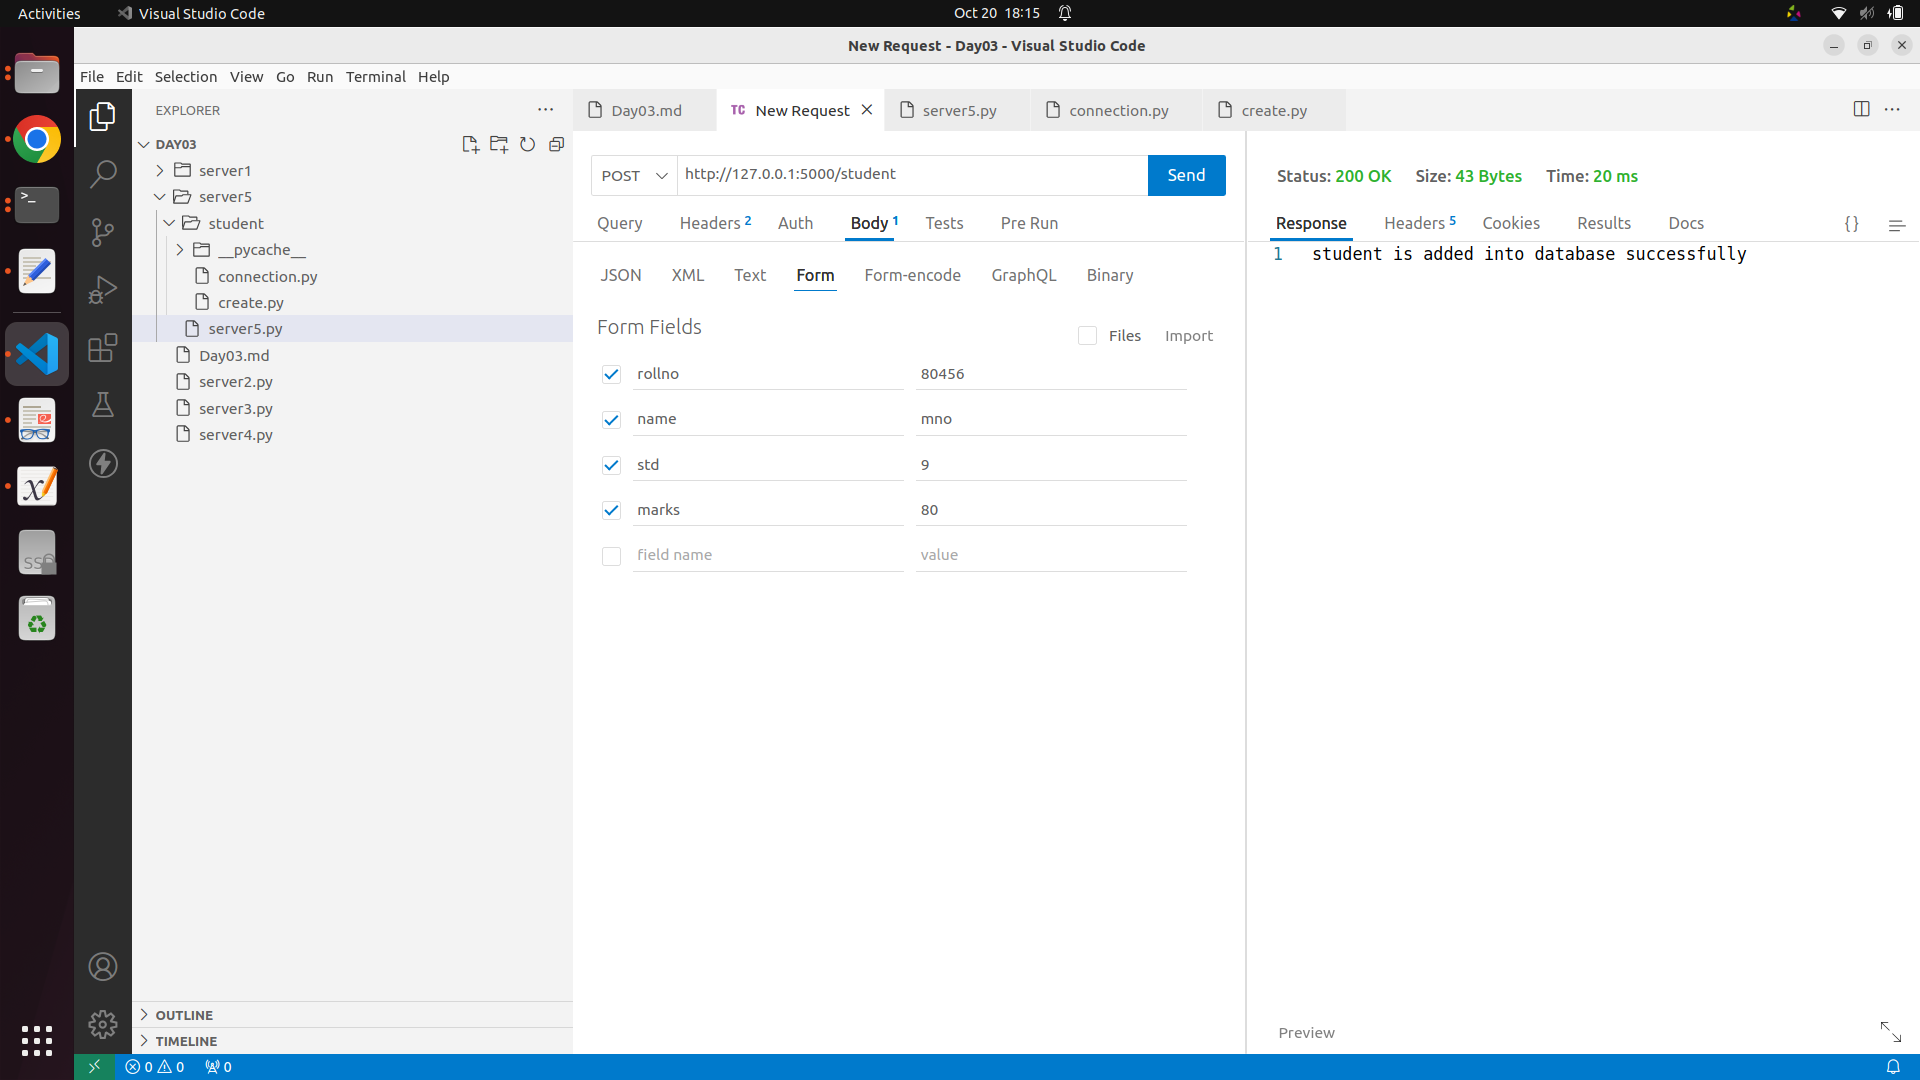 Activities Visual Studio Code Oct 20 18:15
New Request - Day03 - Visual Studio Code
File Edit Selection View Go Run Terminal Help
EXPLORER
DAY03
server1
server5
student
__pycache__
connection.py
create.py
server5.py
Day03.md
server2.py
server3.py
server4.py
OUTLINE
TIMELINE
Day03.md TC New Request server5.py connection.py create.py
POST http://127.0.0.1:5000/student Send
Query Headers 2 Auth Body 1 Tests Pre Run
JSON XML Text Form Form-encode GraphQL Binary
Form Fields Files Import
rollno 80456
name mno
std 9
marks 80
field name value
Status: 200 OK Size: 43 Bytes Time: 20 ms
Response Headers 5 Cookies Results Docs {}
1 student is added into database successfully
Preview
0 0 0